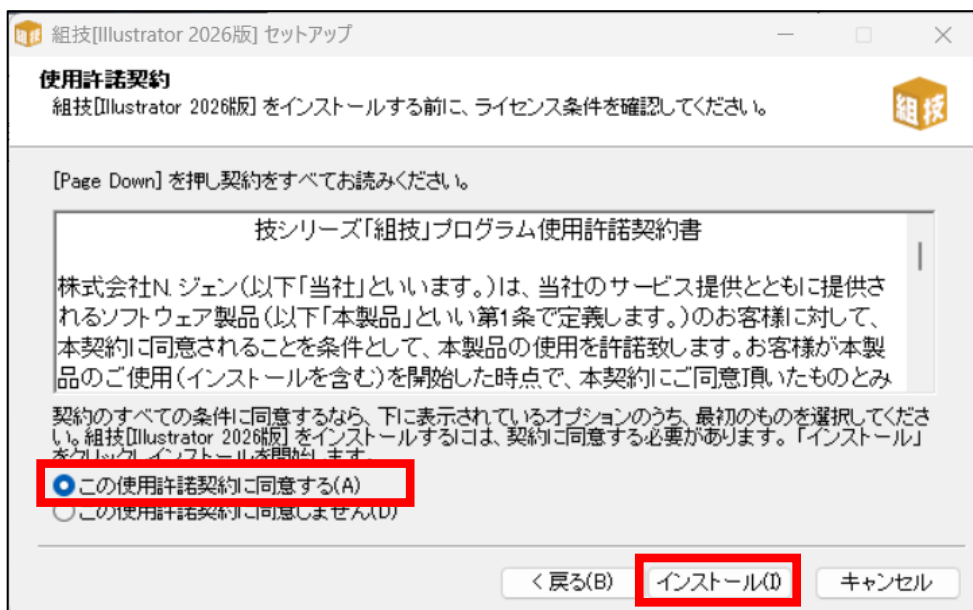 組技[Illustrator 2026版] セットアップ
使用許諾契約
組技[Illustrator 2026版] をインストールする前に、ライセンス条件を確認してください。
組技
[Page Down] を押し契約をすべてお読みください。
技シリーズ「組技」プログラム使用許諾契約書
株式会社N. ジェン(以下「当社」といいます。)は、当社のサービス提供とともに提供さ
れるソフトウェア製品(以下「本製品」といい第1条で定義します。)のお客様に対して、
本契約に同意されることを条件として、本製品の使用を許諾致します。お客様が本製
品のご使用(インストールを含む)を開始した時点で、本契約にご同意頂いたものとみ
契約のすべての条件に同意するなら、下に表示されているオプションのうち、最初のものを選択してくださ
い。組技[Illustrator 2026版] をインストールするには、契約に同意する必要があります。「インストール」
をクリックしインストールを開始します。
この使用許諾契約に同意する(A)
この使用許諾契約に同意しません(D)
< 戻る(B)
インストール(I)
キャンセル